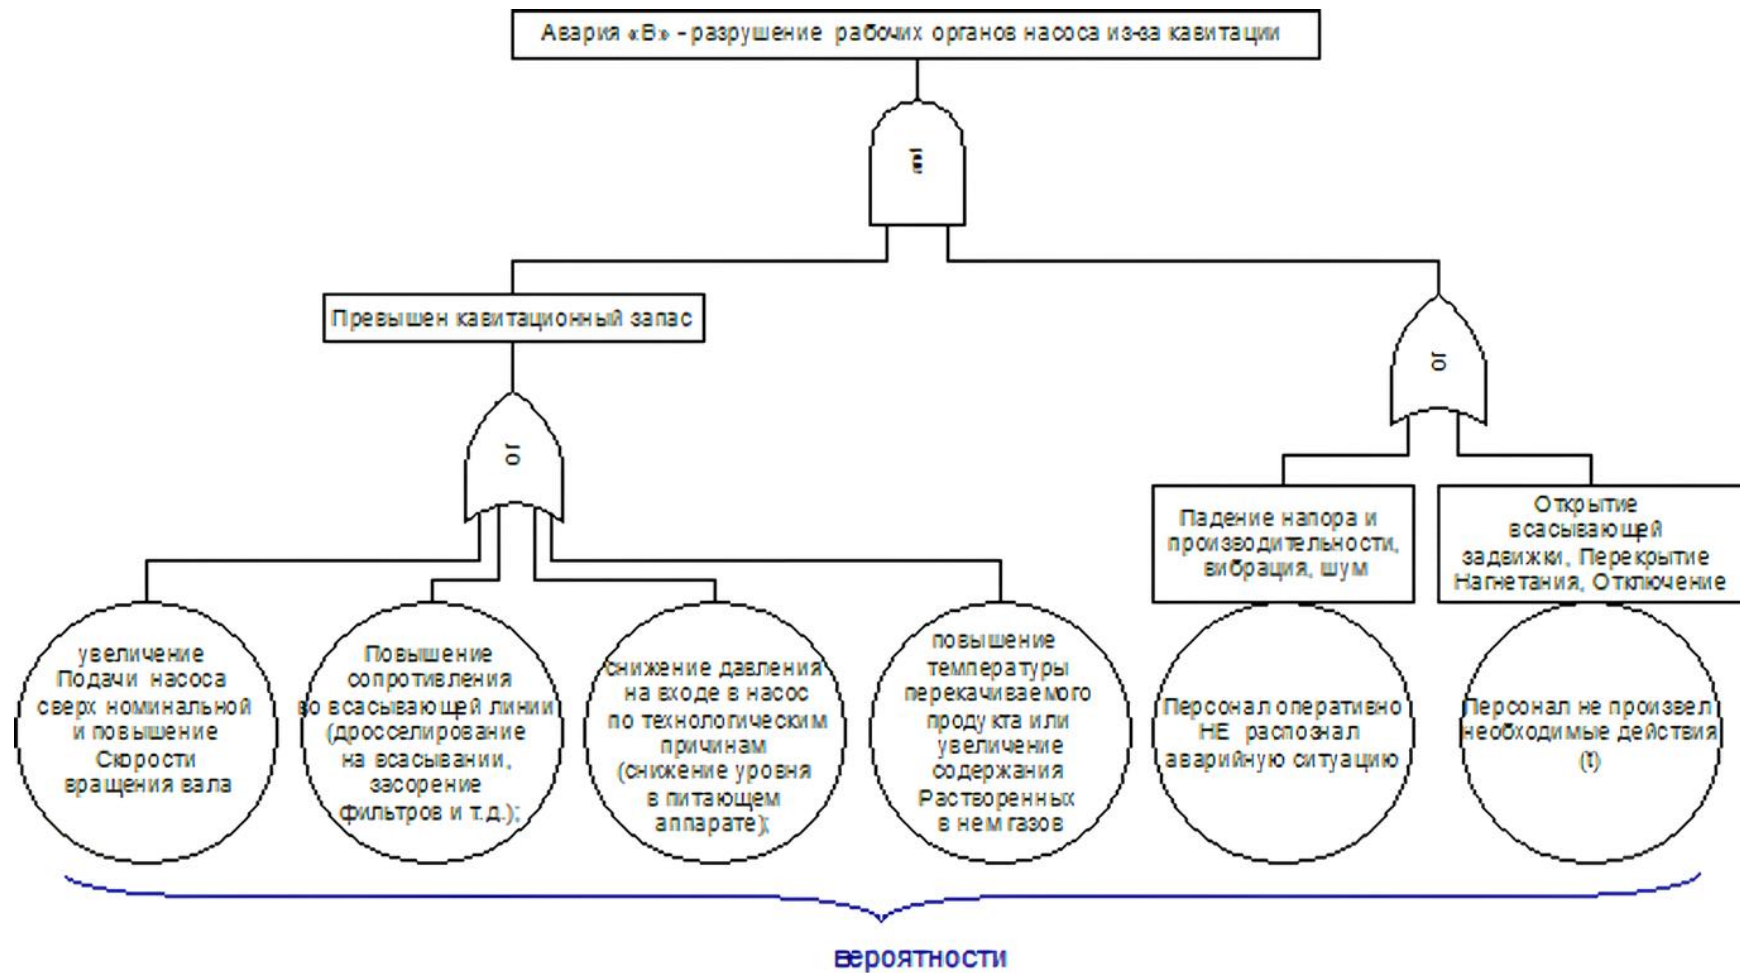 Авария «В» - разрушение рабочих органов насоса из-за кавитации
and
Превышен кавитационный запас
or
or
Падение напора и
производительности,
вибрация, шум
Открытие
всасывающей
задвижки, Перекрытие
Нагнетания, Отключение
увеличение
Подачи насоса
сверх номинальной
и повышение
Скорости
вращения вала
Повышение
сопротивления
во всасывающей линии
(дросселирование
на всасывании,
засорение
фильтров и т.д.);
снижение давления
на входе в насос
по технологическим
причинам
(снижение уровня
в питающем
аппарате);
повышение
температуры
перекачиваемого
продукта или
увеличение
содержания
Растворенных
в нем газов
Персонал оперативно
НЕ распознал
аварийную ситуацию
Персонал не произвел
необходимые действия
(t)
вероятности